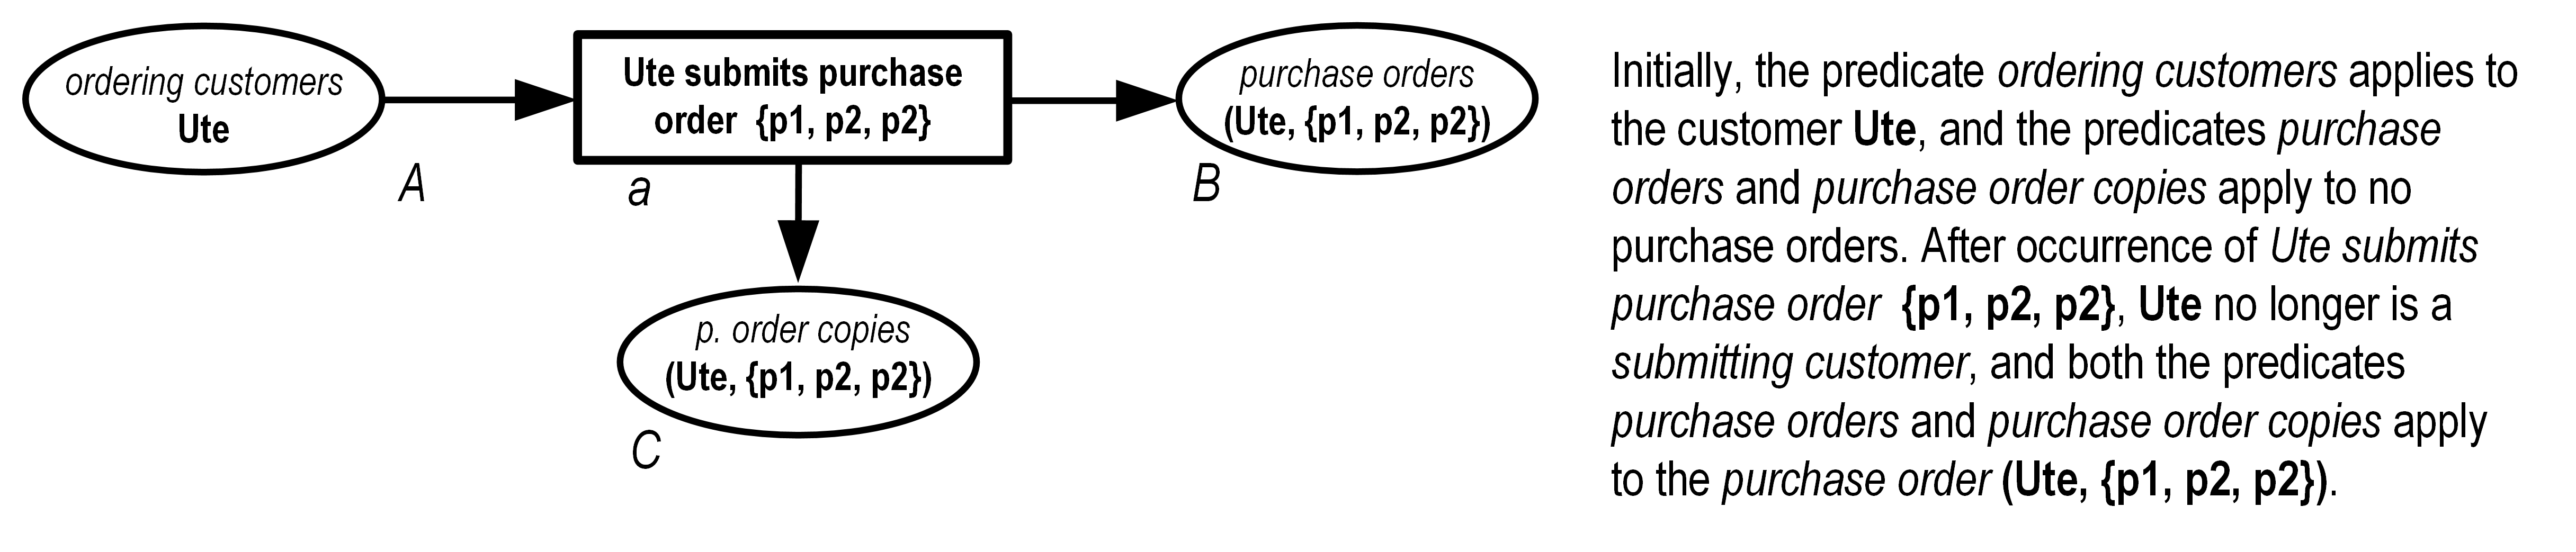 ordering customers
Ute
A
Ute submits purchase
order {p1, p2, p2}
a
purchase orders
(Ute, {p1, p2, p2})
B
p. order copies
(Ute, {p1, p2, p2})
C
Initially, the predicate ordering customers applies to
the customer Ute, and the predicates purchase
orders and purchase order copies apply to no
purchase orders. After occurrence of Ute submits
purchase order {p1, p2, p2}, Ute no longer is a
submitting customer, and both the predicates
purchase orders and purchase order copies apply
to the purchase order (Ute, {p1, p2, p2}).